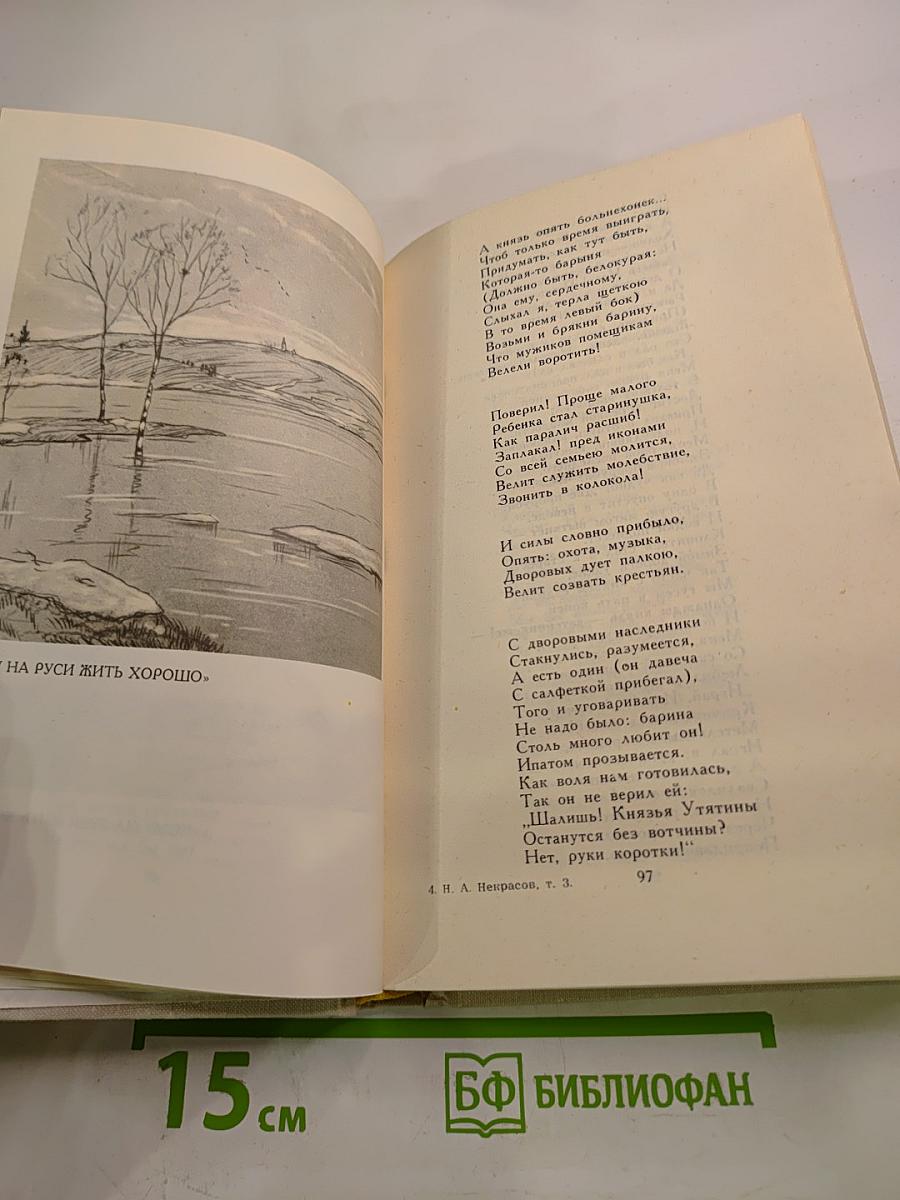 НА РУСИ ЖИТЬ ХОРОШО»
А князь опять больнехонек...
Чтоб только время выиграть,
Придумать, как тут быть,
Которая-то барыня
(Должно быть, белокурая:
Она ему, сердечному,
Слыхал я, терла щеткою
В то время левый бок)
Возьми и брякни барину,
Что мужиков помещикам
Велели воротить!
Поверил! Проще малого
Ребенка стал старинушка,
Как паралич расшиб!
Заплакал! пред иконами
Со всей семьею молится,
Велит служить молебствие,
Звонить в колокола!
И силы словно прибыло,
Опять: охота, музыка,
Дворовых дует палкою,
Велит созвать крестьян.
С дворовыми наследники
Стакнулись, разумеется,
А есть один (он давеча
С салфеткой прибегал),
Того и уговаривать
Не надо было: барина
Столь много любит он!
Ипатом прозывается.
Как воля нам готовилась,
Так он не верил ей:
„Шалишь! Князья Утятины
Останутся без вотчины?
Нет, руки коротки!“
4. Н. А. Некрасов, т. 3.
97
15 см
БФ БИБЛИОФАН